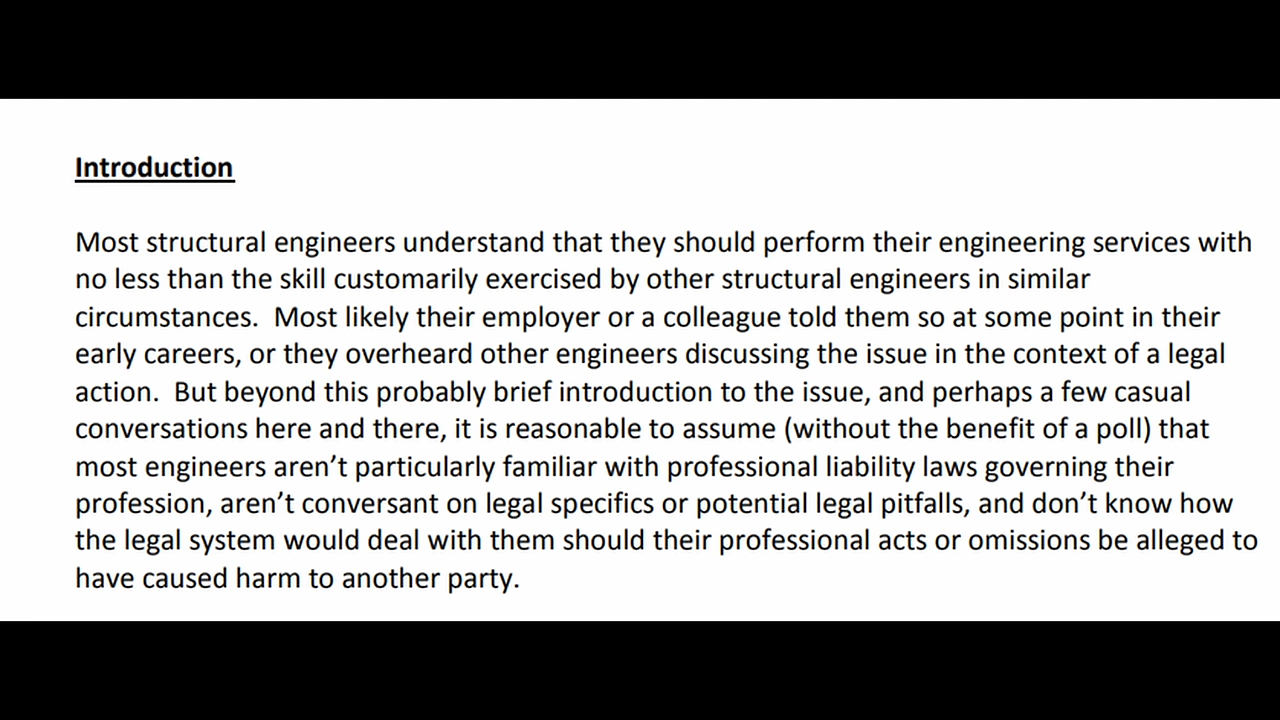 Introduction
Most structural engineers understand that they should perform their engineering services with
no less than the skill customarily exercised by other structural engineers in similar
circumstances.  Most likely their employer or a colleague told them so at some point in their
early careers, or they overheard other engineers discussing the issue in the context of a legal
action.  But beyond this probably brief introduction to the issue, and perhaps a few casual
conversations here and there, it is reasonable to assume (without the benefit of a poll) that
most engineers aren’t particularly familiar with professional liability laws governing their
profession, aren’t conversant on legal specifics or potential legal pitfalls, and don’t know how
the legal system would deal with them should their professional acts or omissions be alleged to
have caused harm to another party.